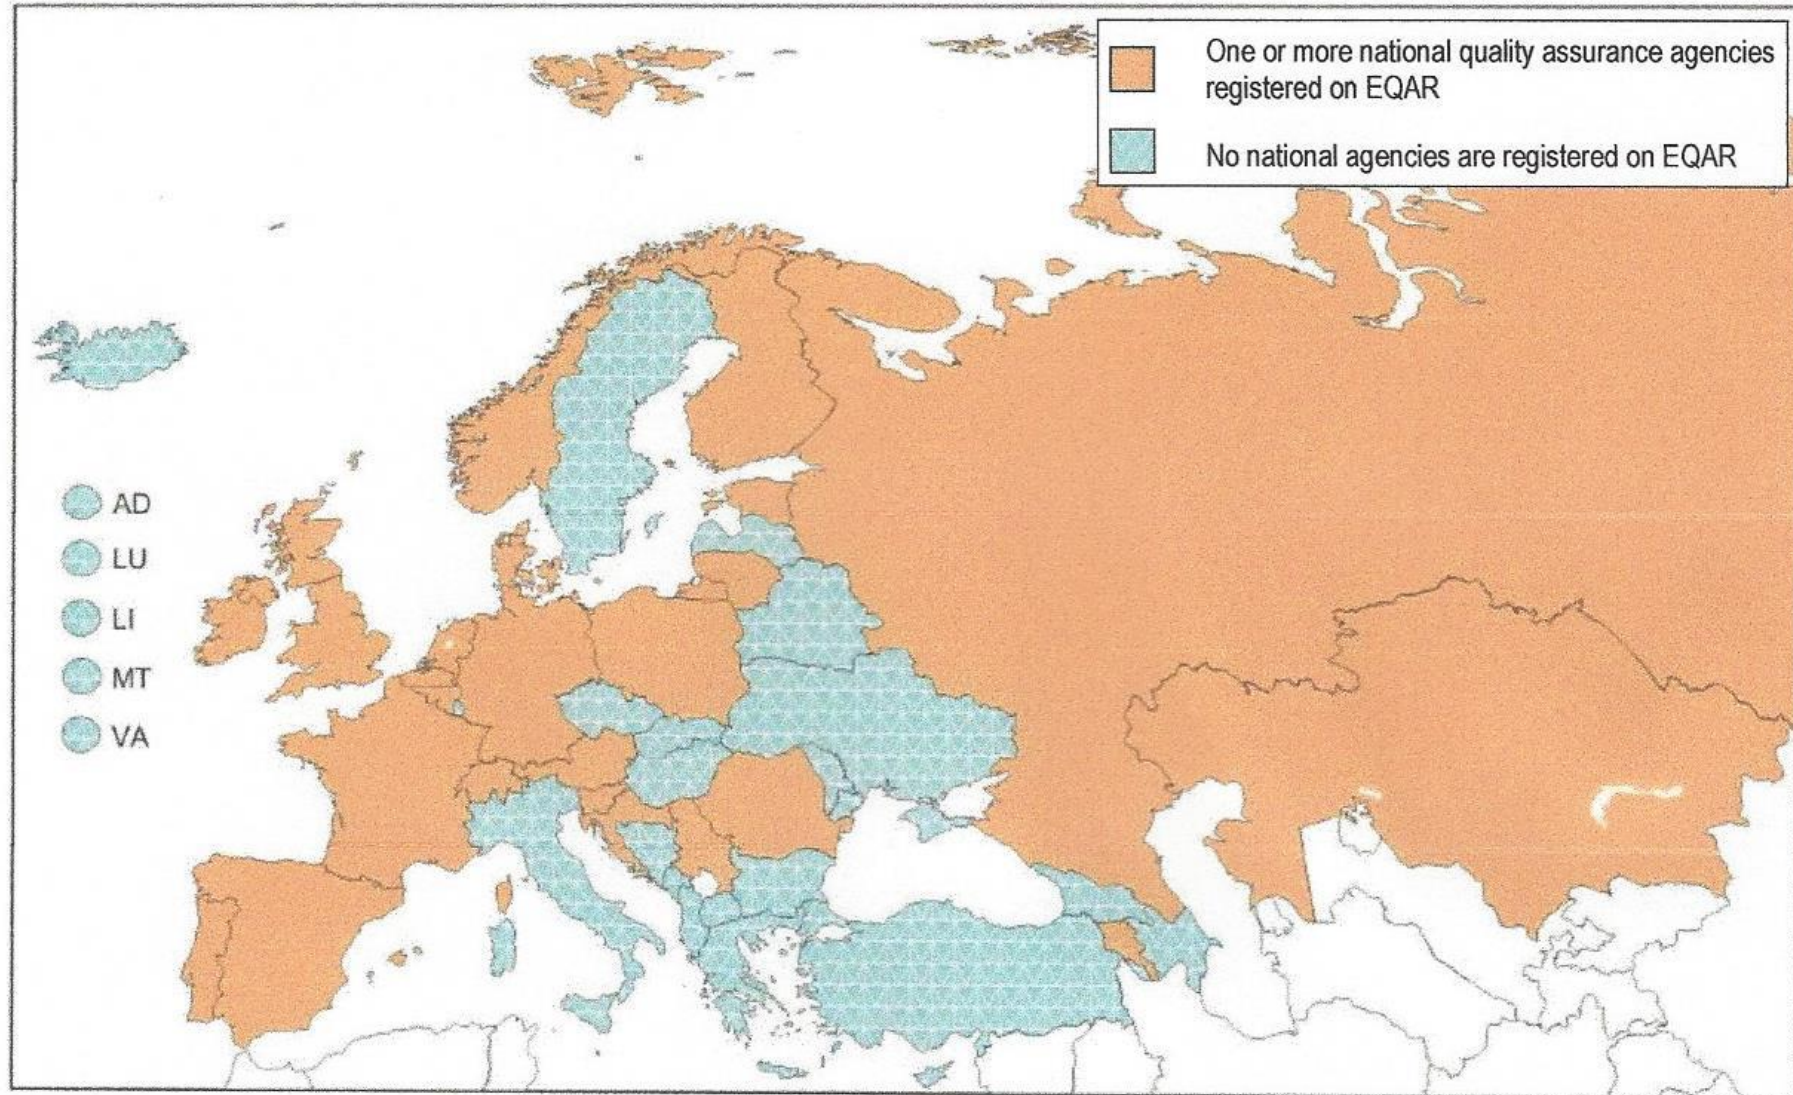 One or more national quality assurance agencies
registered on EQAR
No national agencies are registered on EQAR
AD
LU
LI
MT
VA